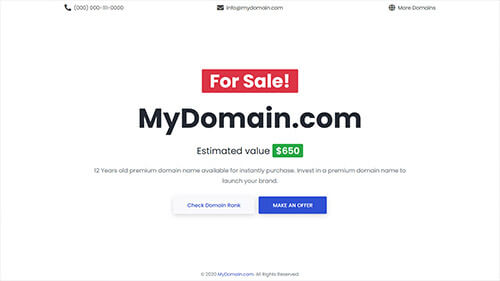 (000) 000-111-0000
info@mydomain.com
More Domains
For Sale!
MyDomain.com
Estimated value $650
12 Years old premium domain name available for instantly purchase. Invest in a premium domain name to
launch your brand.
Check Domain Rank
MAKE AN OFFER
© 2020 MyDomain.com. All Rights Reserved.